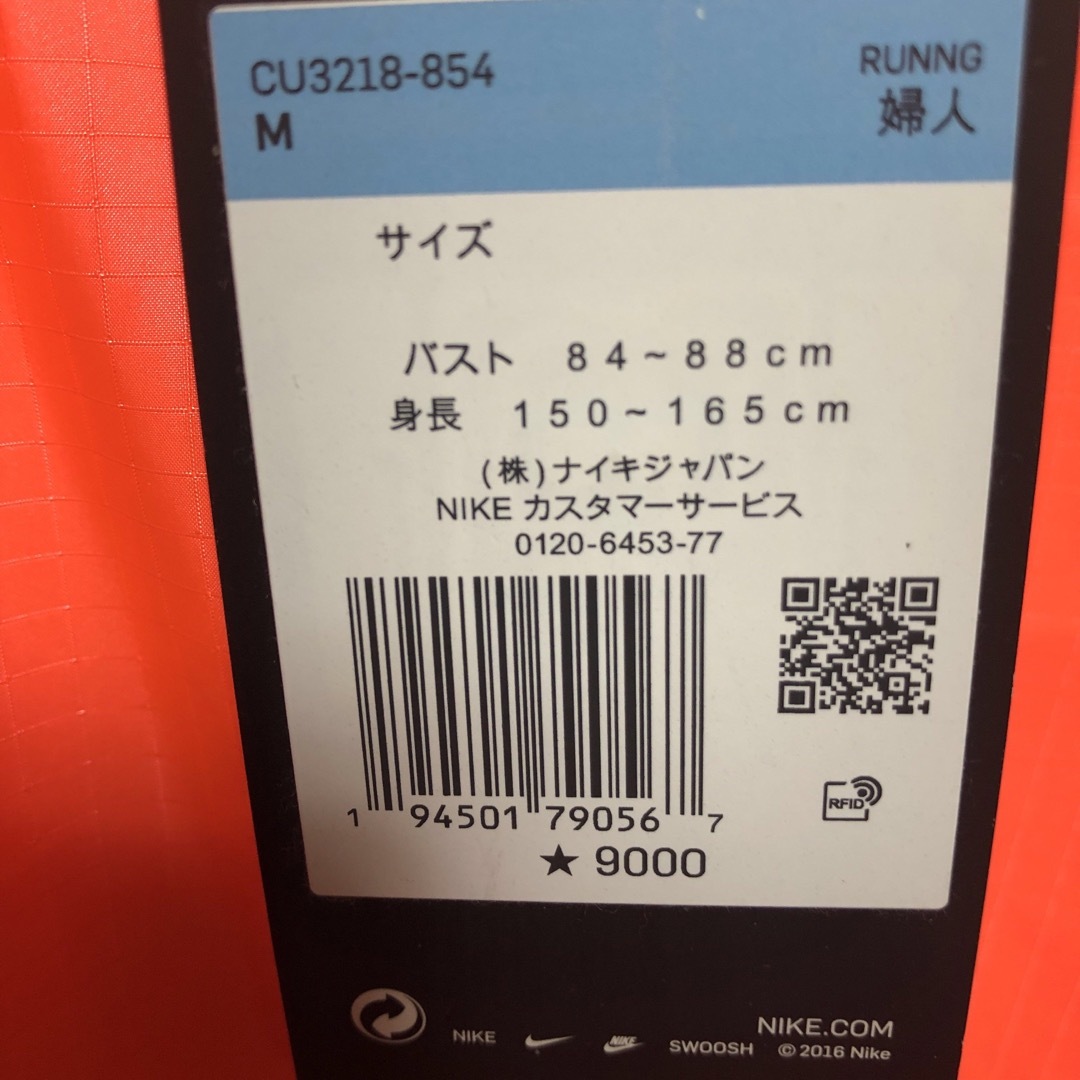 CU3218-854
RUNNG
M
婦人
サイズ
バスト 84~88cm
身長 150~165cm
(株)ナイキジャパン
NIKE カスタマーサービス
0120-6453-77
1 94501 79056 7
RFID
★ 9000
NIKE NIKE SWOOSH
NIKE.COM
© 2016 Nike